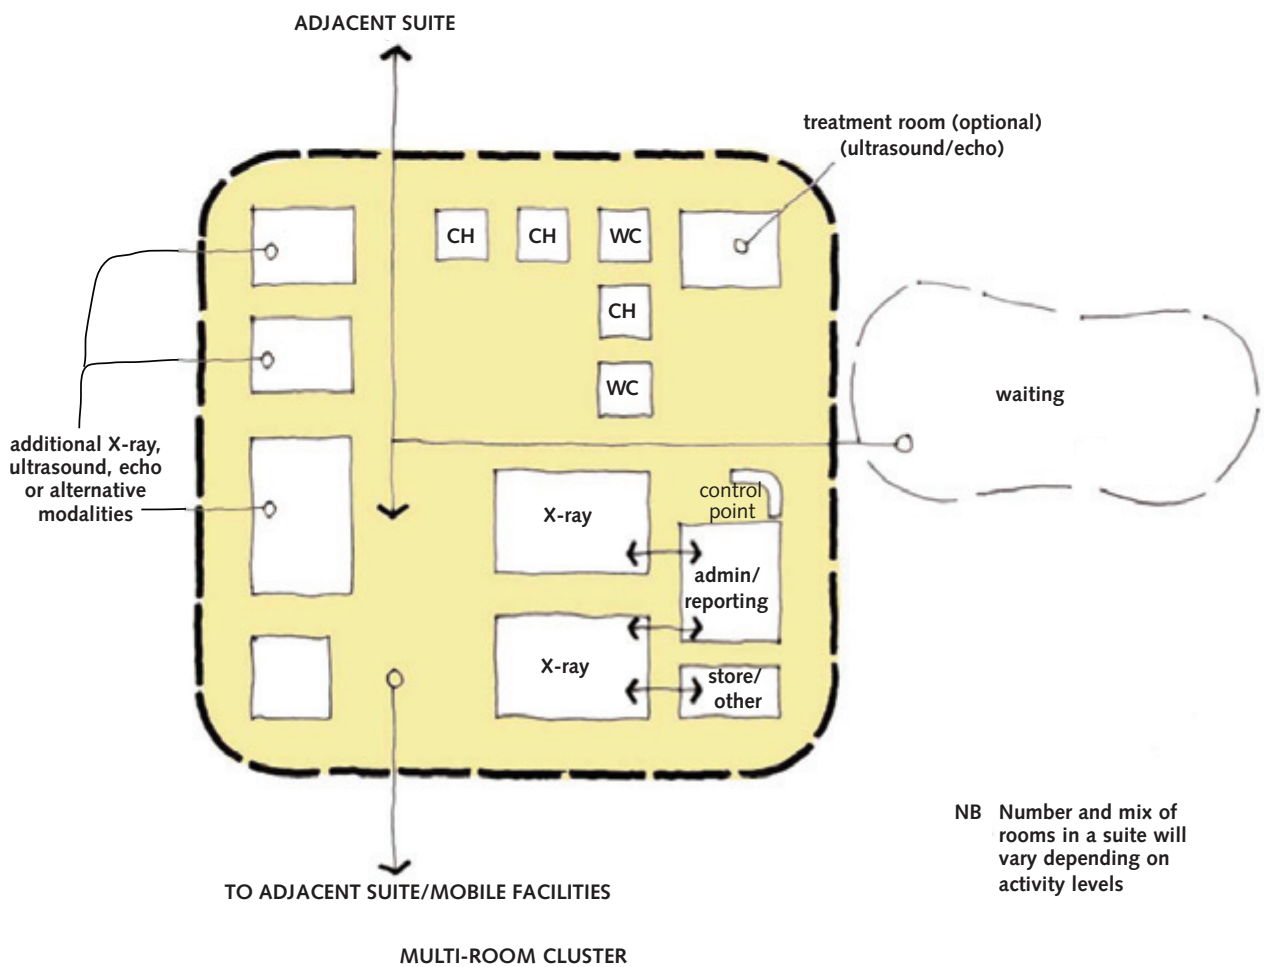 ADJACENT SUITE
treatment room (optional)
(ultrasound/echo)
CH
CH
WC
CH
WC
waiting
additional X-ray,
ultrasound, echo
or alternative
modalities
control
point
X-ray
admin/
reporting
X-ray
store/
other
NB Number and mix of
rooms in a suite will
vary depending on
activity levels
TO ADJACENT SUITE/MOBILE FACILITIES
MULTI-ROOM CLUSTER